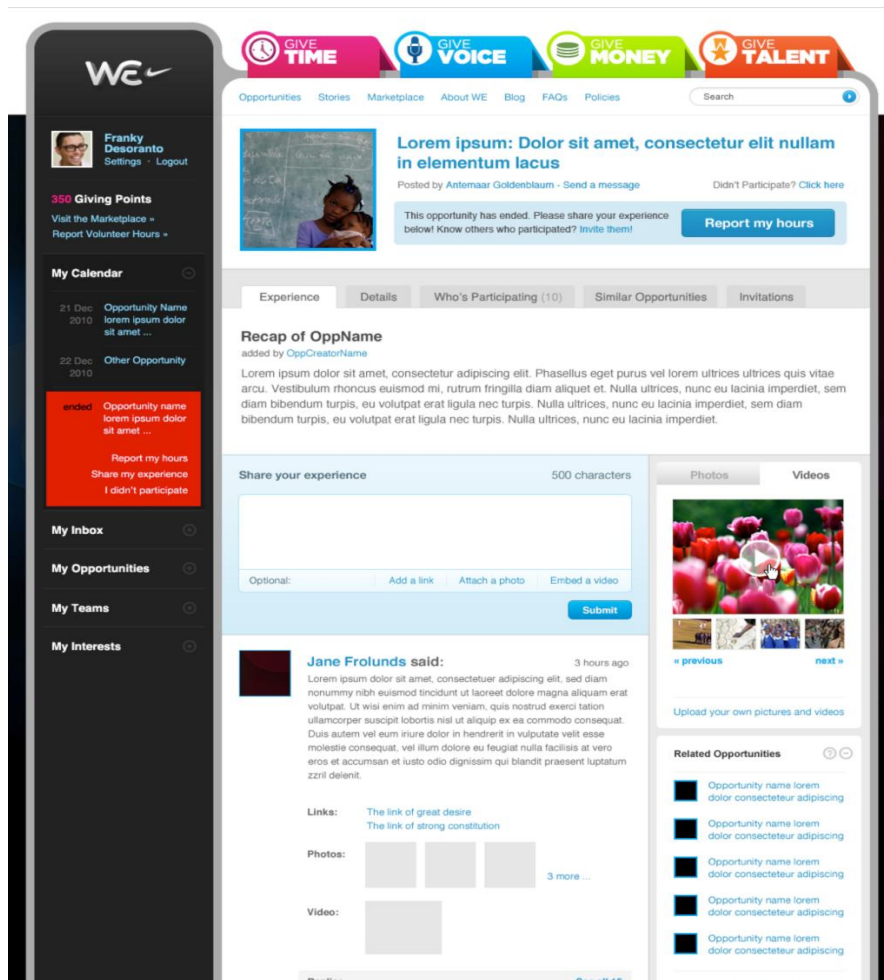 WE
GIVE
TIME
GIVE
VOICE
GIVE
MONEY
GIVE
TALENT
Opportunities Stories Marketplace About WE Blog FAQs Policies
Search
Franky
Desoranto
Settings · Logout
350 Giving Points
Visit the Marketplace »
Report Volunteer Hours »
My Calendar
21 Dec
2010
Opportunity Name
lorem ipsum dolor
sit amet ...
22 Dec
2010
Other Opportunity
ended
Opportunity name
lorem ipsum dolor
sit amet ...
Report my hours
Share my experience
I didn't participate
My Inbox
My Opportunities
My Teams
My Interests
Lorem ipsum: Dolor sit amet, consectetur elit nullam
in elementum lacus
Posted by Antemaar Goldenblaum - Send a message
Didn't Participate? Click here
This opportunity has ended. Please share your experience
below! Know others who participated? Invite them!
Report my hours
Experience
Details
Who's Participating (10)
Similar Opportunities
Invitations
Recap of OppName
added by OppCreatorName
Lorem ipsum dolor sit amet, consectetur adipiscing elit. Phasellus eget purus vel lorem ultrices ultrices quis vitae
arcu. Vestibulum rhoncus euismod mi, rutrum fringilla diam aliquet et. Nulla ultrices, nunc eu lacinia imperdiet, sem
diam bibendum turpis, eu volutpat erat ligula nec turpis. Nulla ultrices, nunc eu lacinia imperdiet, sem diam
bibendum turpis, eu volutpat erat ligula nec turpis. Nulla ultrices, nunc eu lacinia imperdiet.
Share your experience
500 characters
Optional:
Add a link
Attach a photo
Embed a video
Submit
Jane Frolunds said:
3 hours ago
Lorem ipsum dolor sit amet, consectetuer adipiscing elit, sed diam
nonummy nibh euismod tincidunt ut laoreet dolore magna aliquam erat
volutpat. Ut wisi enim ad minim veniam, quis nostrud exerci tation
ullamcorper suscipit lobortis nisl ut aliquip ex ea commodo consequat.
Duis autem vel eum iriure dolor in hendrerit in vulputate velit esse
molestie consequat, vel illum dolore eu feugiat nulla facilisis at vero
eros et accumsan et iusto odio dignissim qui blandit praesent luptatum
zzril delenit.
Links:
The link of great desire
The link of strong constitution
Photos:
3 more ...
Video:
Photos
Videos
« previous
next »
Upload your own pictures and videos
Related Opportunities
Opportunity name lorem
dolor consecteteur adipiscing
Opportunity name lorem
dolor consecteteur adipiscing
Opportunity name lorem
dolor consecteteur adipiscing
Opportunity name lorem
dolor consecteteur adipiscing
Opportunity name lorem
dolor consecteteur adipiscing